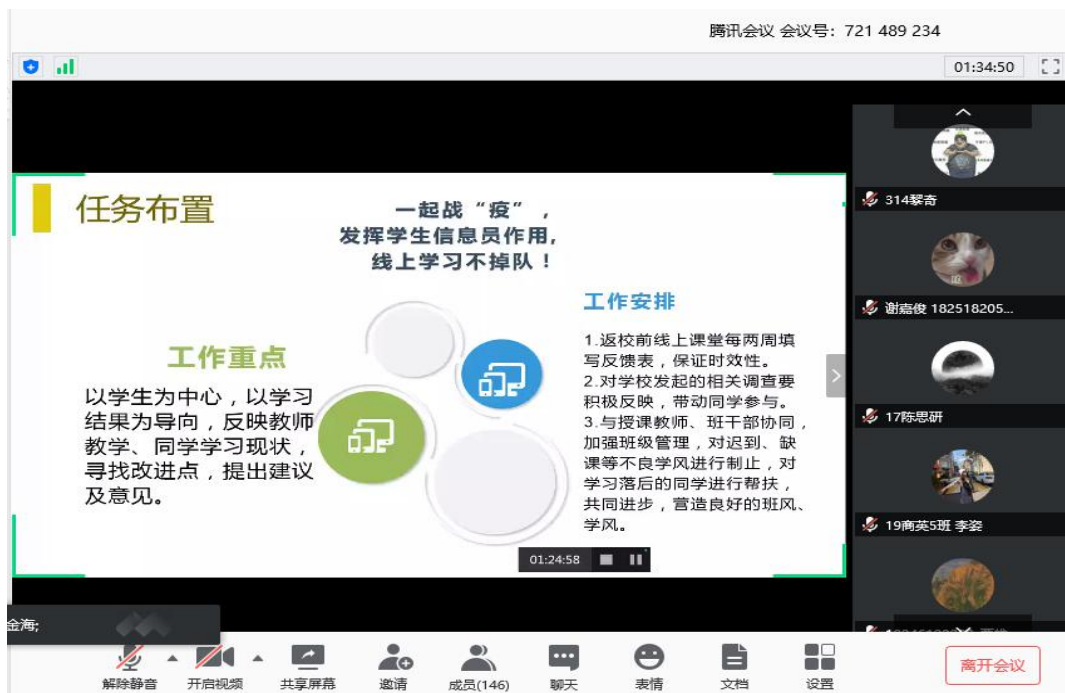 腾讯会议 会议号：721 489 234
01:34:50
任务布置
一起战“疫”，
发挥学生信息员作用，
线上学习不掉队！
工作重点
以学生为中心，以学习
结果为导向，反映教师
教学、同学学习现状，
寻找改进点，提出建议
及意见。
工作安排
1.返校前线上课堂每两周填
写反馈表，保证时效性。
2.对学校发起的相关调查要
积极反映，带动同学参与。
3.与授课教师、班干部协同，
加强班级管理，对迟到、缺
课等不良学风进行制止，对
学习落后的同学进行帮扶，
共同进步，营造良好的班风、
学风。
01:24:58
314黎奇
谢嘉俊 182518205...
17陈思研
19商英5班 李姿
金海;
解除静音
开启视频
共享屏幕
邀请
成员(146)
聊天
表情
文档
设置
离开会议